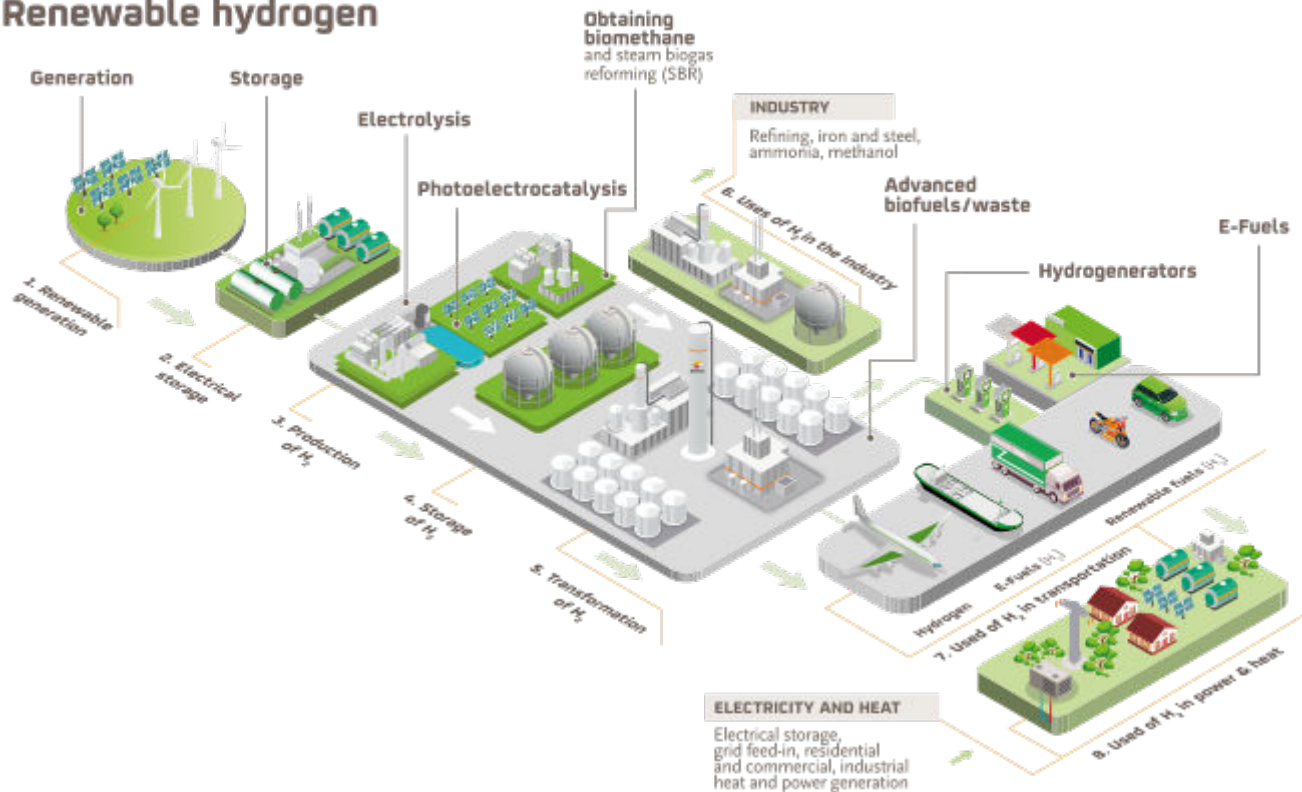 Renewable hydrogen
Generation
Storage
Electrolysis
Photoelectrocatalysis
Obtaining
biomethane
and steam biogas
reforming (SBR)
INDUSTRY
Refining, iron and steel,
ammonia, methanol
Advanced
biofuels/waste
E-Fuels
Hydrogenerators
1. Renewable
generation
2. Electrical
storage
3. Production
of H₂
4. Storage
of H₂
5. Transformation
of H₂
6. Uses of H₂ in the industry
Hydrogen
E-Fuels (H₂)
Renewable fuels (H₂)
7. Used of H₂ in transportation
8. Used of H₂ in power & heat
ELECTRICITY AND HEAT
Electrical storage,
grid feed-in, residential
and commercial, industrial
heat and power generation